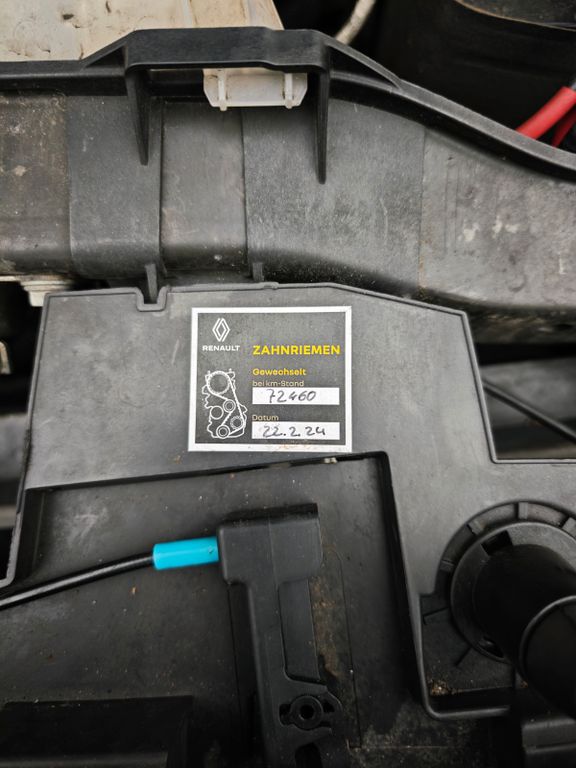 RENAULT
ZAHNRIEMEN
Gewechselt
bei km-Stand
72460
Datum
22.2.24